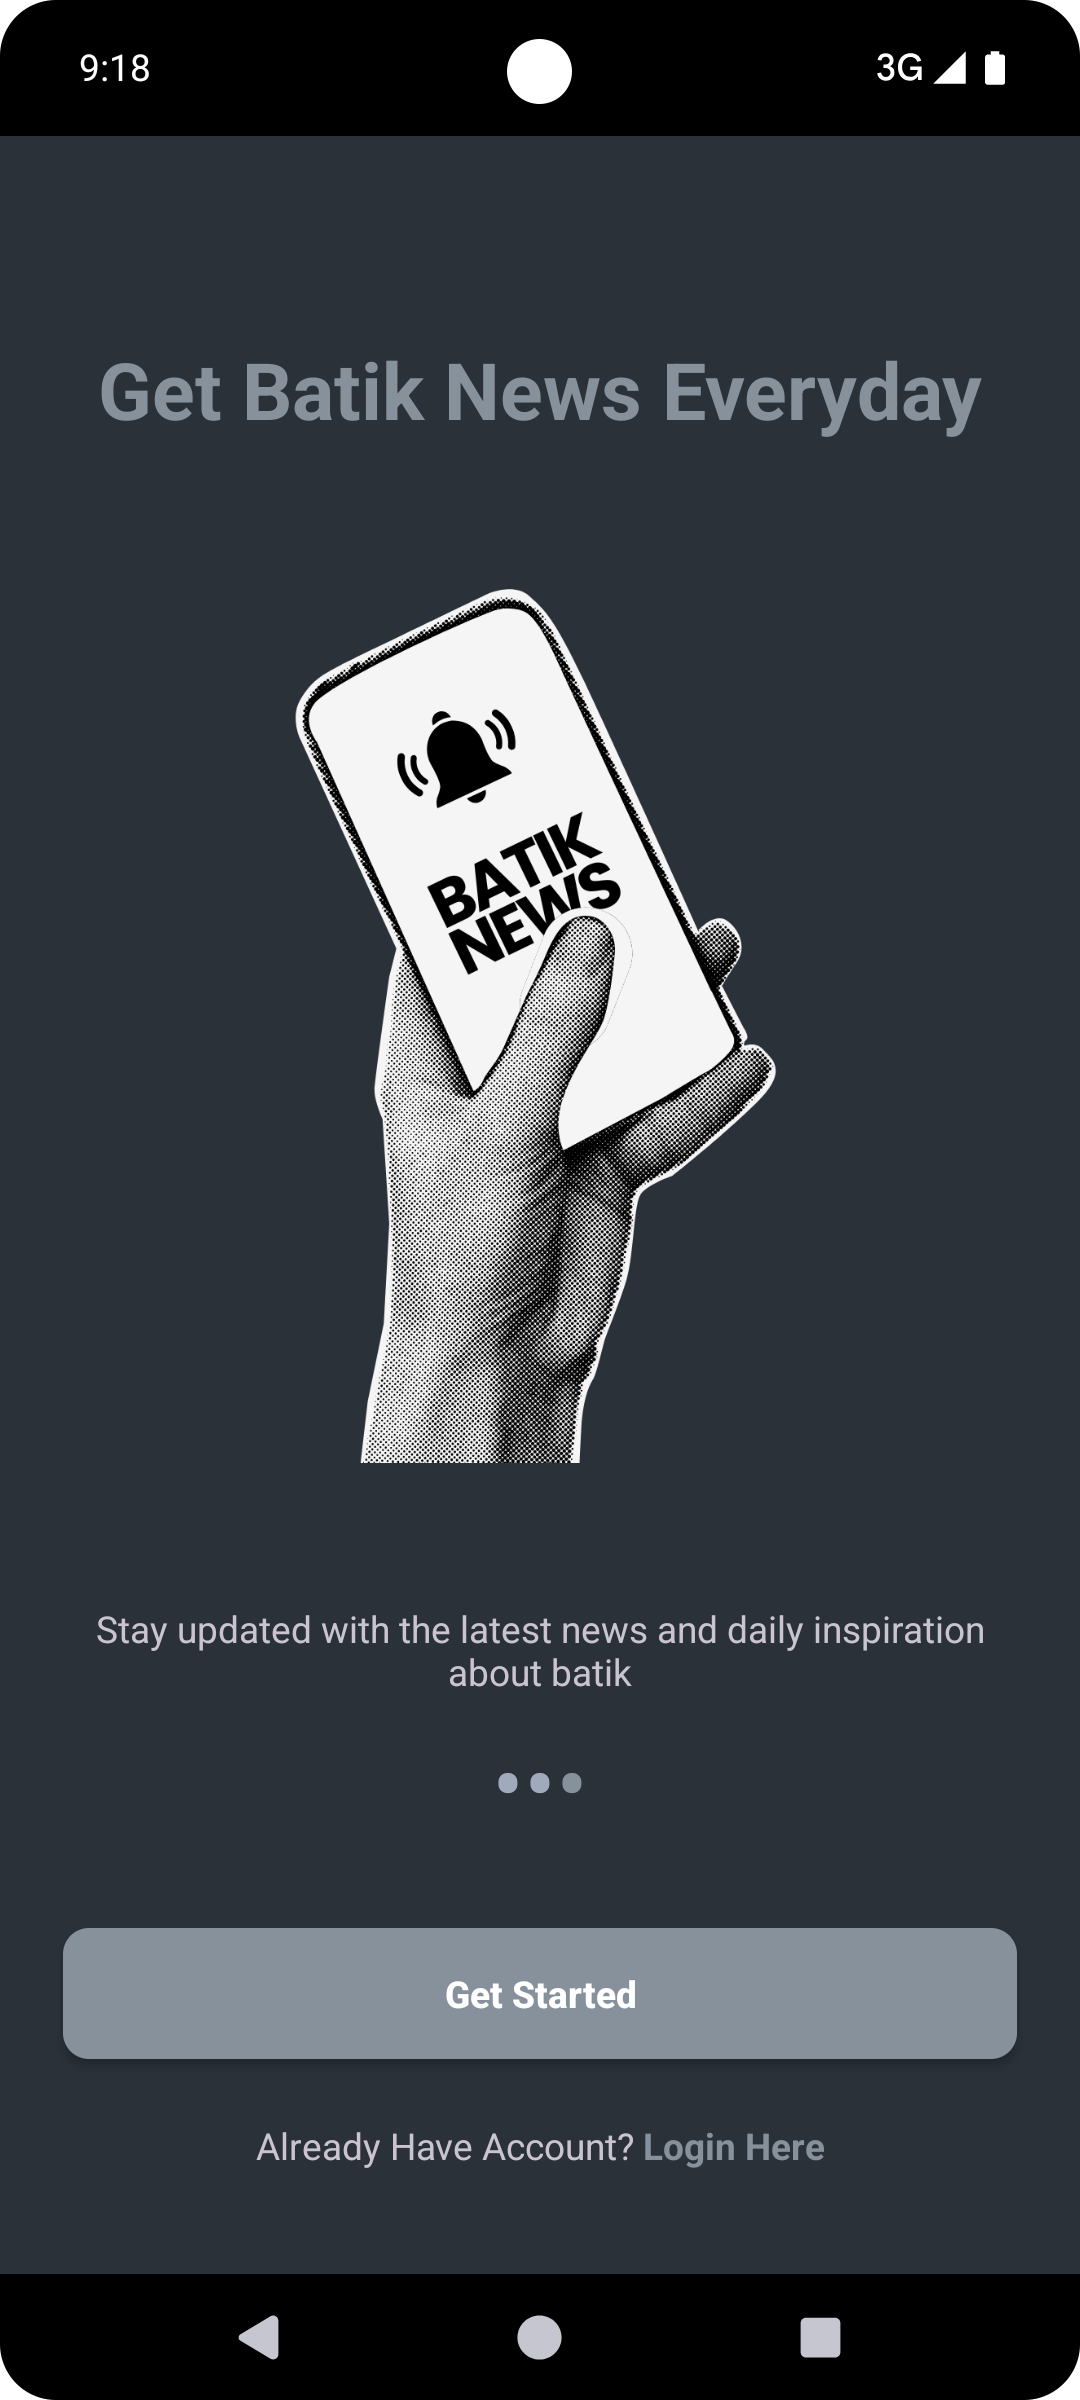 9:18
3G
Get Batik News Everyday
BATIK
NEWS
Stay updated with the latest news and daily inspiration
about batik
Get Started
Already Have Account? Login Here